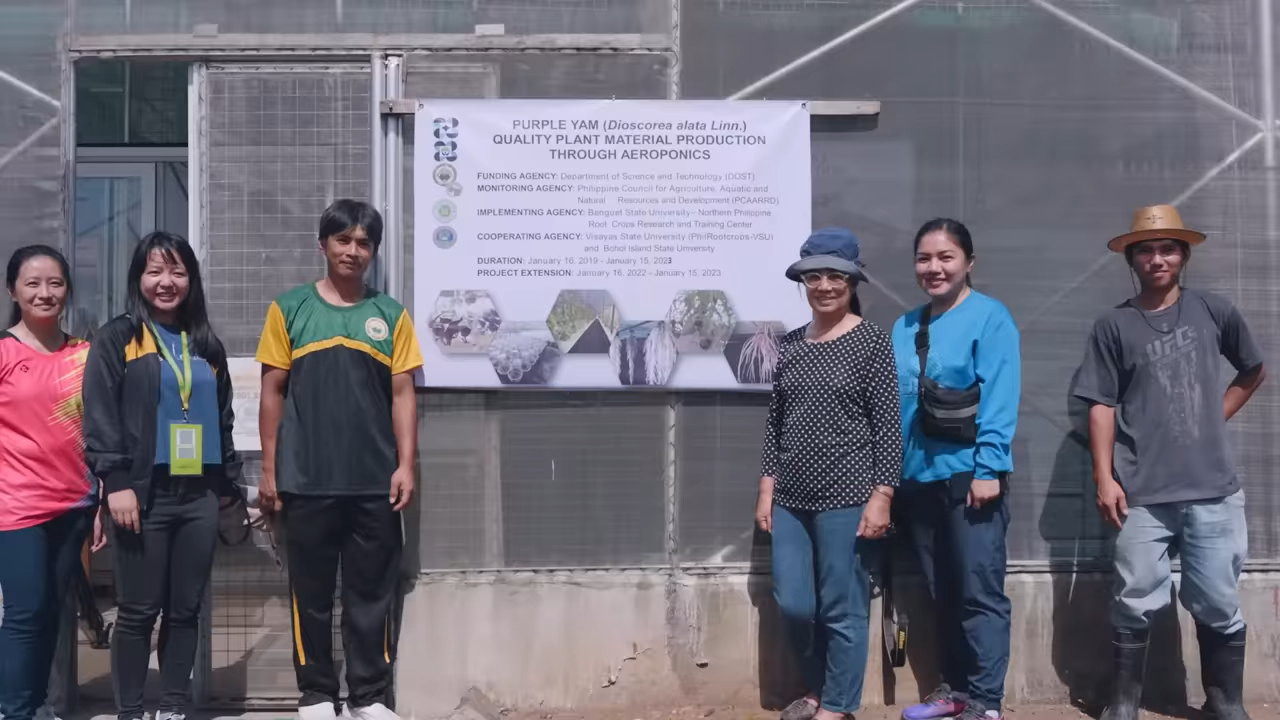 PURPLE YAM (Dioscorea alata Linn.)
QUALITY PLANT MATERIAL PRODUCTION
THROUGH AEROPONICS
FUNDING AGENCY: Department of Science and Technology (DOST)
MONITORING AGENCY: Philippine Council for Agriculture, Aquatic and
Natural Resources and Development (PCAARRD)
IMPLEMENTING AGENCY: Benguet State University - Northern Philippine
Root Crops Research and Training Center
COOPERATING AGENCY: Visayas State University (PhilRootcrops-VSU)
and Bohol Island State University
DURATION: January 16, 2019 - January 15, 2023
PROJECT EXTENSION: January 16, 2022 - January 15, 2023
UFC